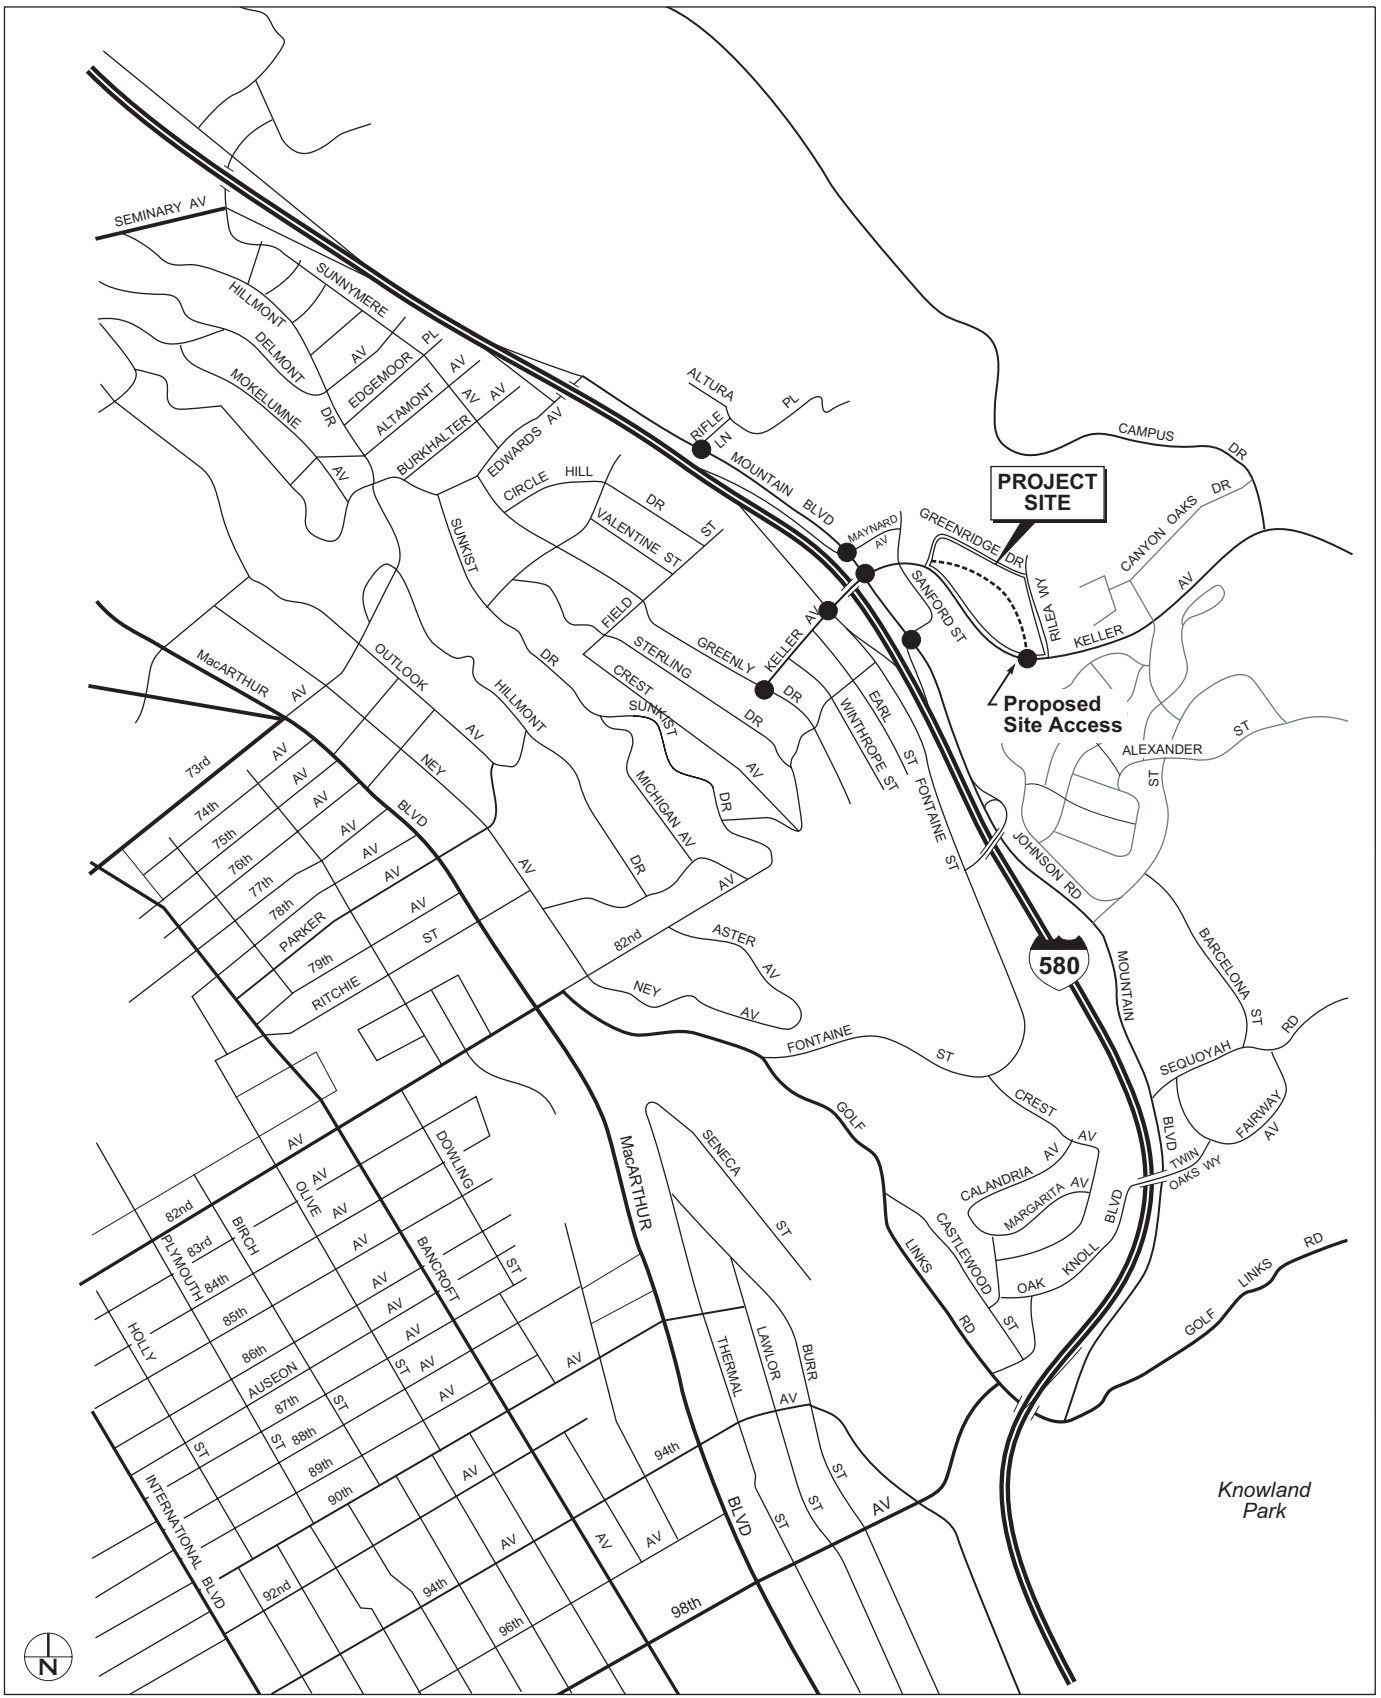 SEMINARY AV
SUNNYMERE
HILLMONT
DELMONT
MOKELUMNE
DR
AV
AV
EDGEMOOR PL
ALTAMONT AV
AV
BURKHALTER AV
EDWARDS AV
ALTURA
PL
RIFLE
LN
MOUNTAIN BLVD
CIRCLE HILL
DR
VALENTINE ST
ST
FIELD
SUNKIST
DR
MAYNARD
AV
GREENRIDGE DR
PROJECT
SITE
CAMPUS
DR
CANYON OAKS DR
RILEA WY
SANFORD ST
KELLER
AV
KELLER AV
GREENLY
DR
STERLING
DR
CREST
AV
SUNKIST
DR
Proposed
Site Access
ALEXANDER
ST
ST
MacARTHUR
AV
OUTLOOK
AV
HILLMONT
DR
NEY
AV
EARL
ST
WINTHROPE ST
FONTAINE
ST
MICHIGAN AV
73rd
BLVD
74th
AV
75th
AV
76th
AV
77th
AV
78th
AV
PARKER
AV
79th
AV
RITCHIE
ST
JOHNSON RD
82nd
AV
ASTER
AV
NEY
AV
580
MOUNTAIN
BARCELONA
ST
SEQUOYAH
RD
FAIRWAY
AV
FONTAINE
ST
CREST
AV
GOLF
BLVD
TWIN
OAKS WY
CALANDRIA AV
MARGARITA AV
CASTLEWOOD
ST
OAK KNOLL BLVD
LINKS
RD
GOLF LINKS RD
MacARTHUR
SENECA
ST
DOWLING
ST
82nd
AV
OLIVE
BIRCH
PLYMOUTH
83rd
AV
84th
AV
85th
AV
86th
AV
AUSEON
AV
87th
AV
88th
AV
89th
AV
90th
AV
HOLLY
ST
ST
ST
ST
BANCROFT
AV
THERMAL
ST
LAWLOR
ST
BURR
ST
AV
94th
BLVD
INTERNATIONAL BLVD
92nd
AV
94th
AV
96th
AV
98th
AV
Knowland
Park
N